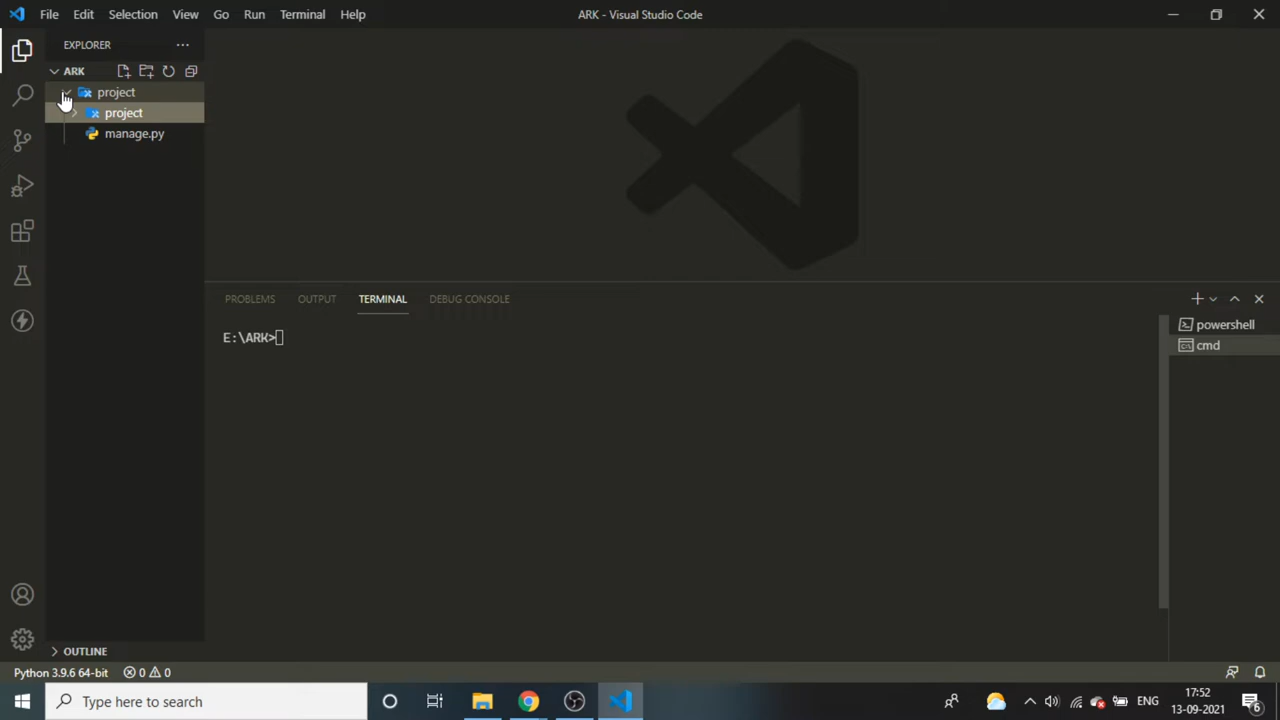 File Edit Selection View Go Run Terminal Help
ARK - Visual Studio Code
EXPLORER
ARK
project
project
manage.py
PROBLEMS OUTPUT TERMINAL DEBUG CONSOLE
E:\ARK>
powershell
cmd
OUTLINE
Python 3.9.6 64-bit 0 0
Type here to search
ENG
17:52
13-09-2021
6